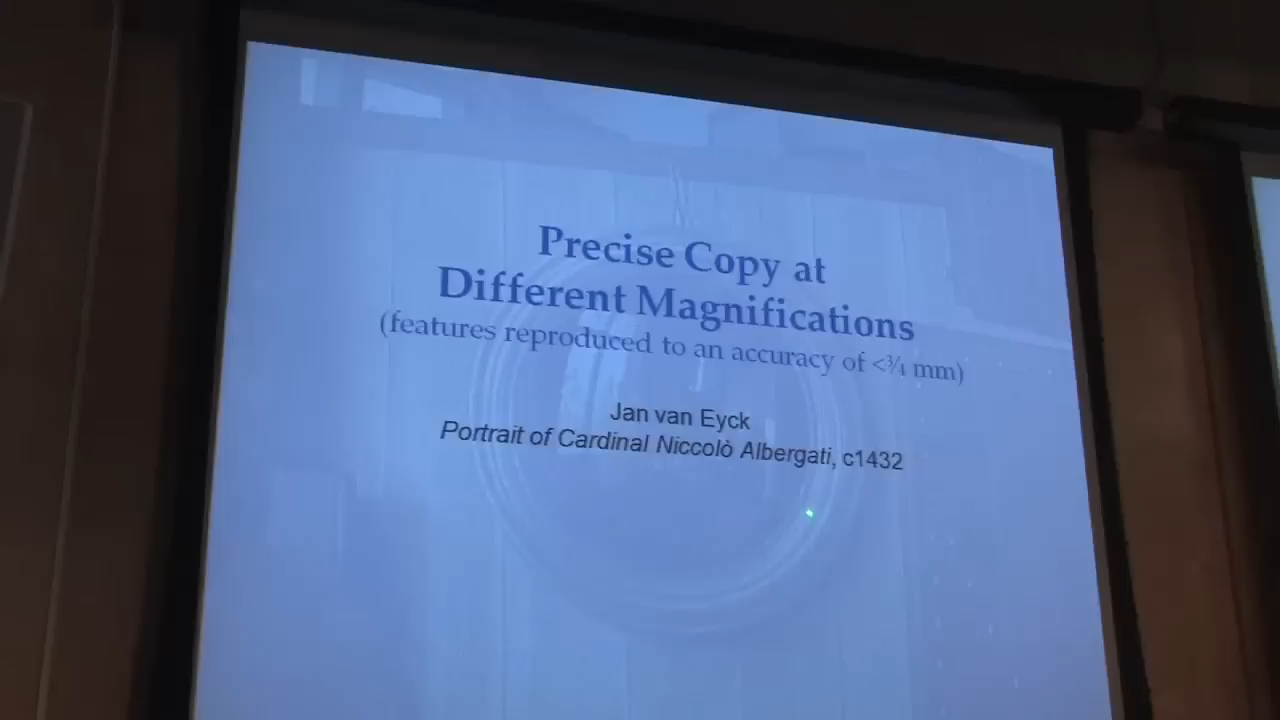 Precise Copy at
Different Magnifications
(features reproduced to an accuracy of <¾ mm)
Jan van Eyck
Portrait of Cardinal Niccolò Albergati, c1432